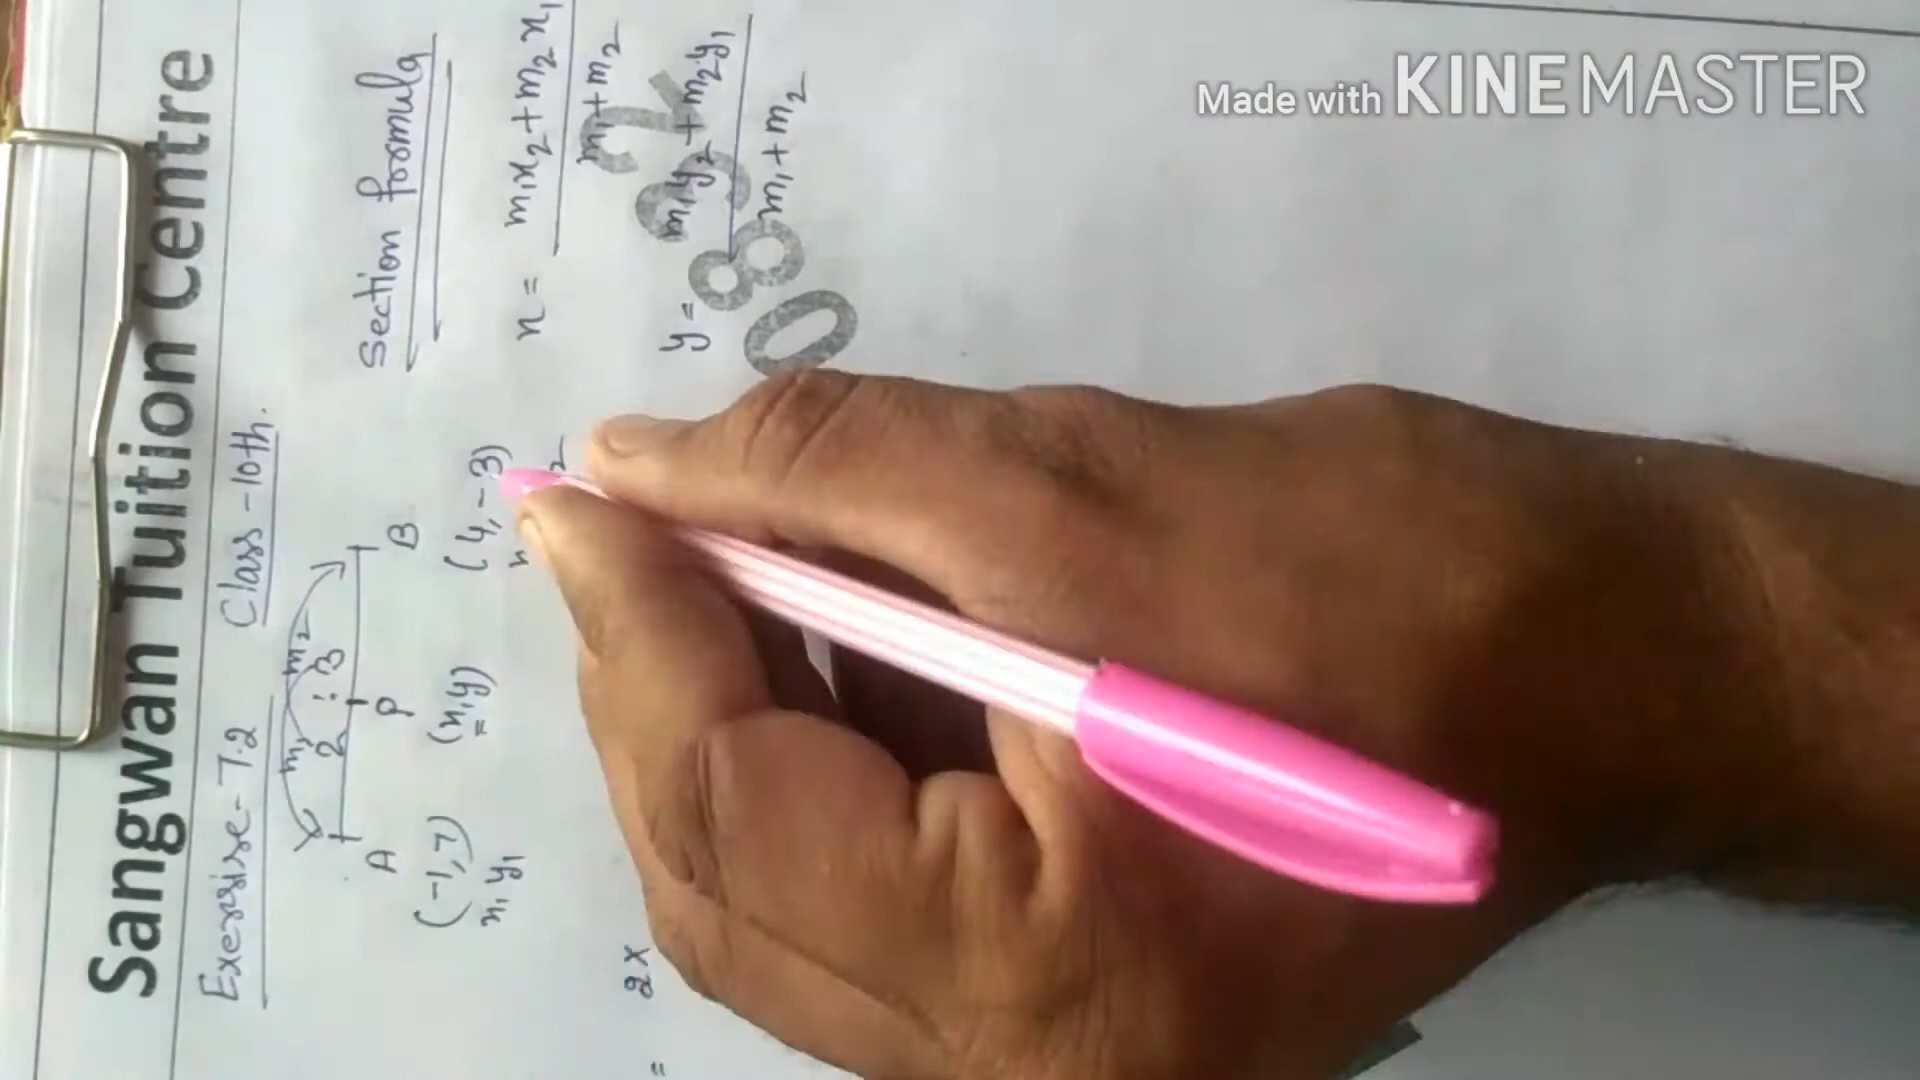 Made with KINEMASTER
Sangwan Tuition Centre
Exersise-7.2 Class-10th.
m1 m2
2 : 3
A P B
(-1,7) (x,y) (4,-3)
x1 y1
Section formula
x = m1x2+m2x1
m1+m2
y = m1y2+m2y1
m1+m2
= 2x